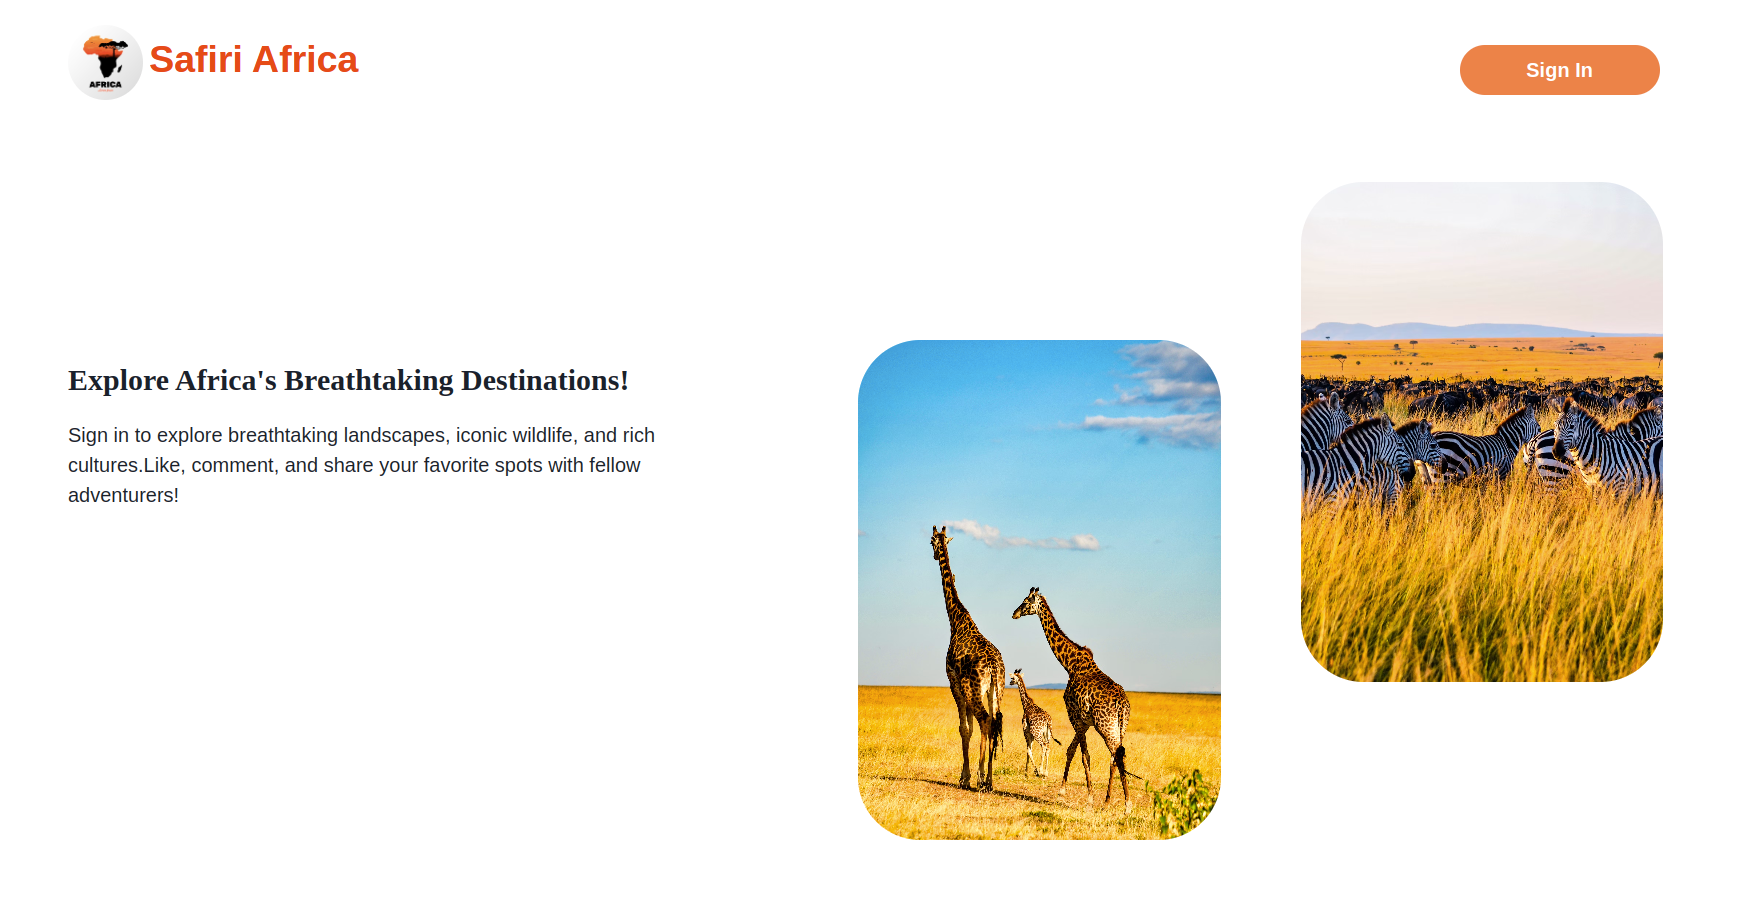 AFRICA
Safiri Africa
Sign In
Explore Africa's Breathtaking Destinations!
Sign in to explore breathtaking landscapes, iconic wildlife, and rich
cultures.Like, comment, and share your favorite spots with fellow
adventurers!